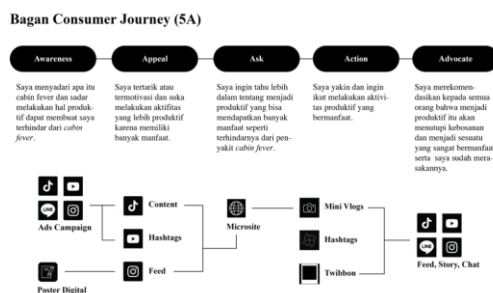 Bagan Consumer Journey (5A)
Awareness
Appeal
Ask
Action
Advocate
Saya menyadari apa itu
cabin fever dan sadar
melakukan hal produk-
tif dapat membuat saya
terhindar dari cabin
fever.
Saya tertarik atau
termotivasi dan suka
melakukan aktifitas
yang lebih produktif
karena memiliki
banyak manfaat.
Saya ingin tahu lebih
dalam tentang menjadi
produktif yang bisa
mendapatkan banyak
manfaat seperti
terhindarnya dari pen-
yakit cabin fever.
Saya yakin dan ingin
ikut melakukan aktivi-
tas produktif yang
bermanfaat.
Saya merekomen-
dasikan kepada semua
orang bahwa menjadi
produktif itu akan
menutupi kebosanan
dan menjadi sesuatu
yang sangat bermanfaat
serta saya sudah mera-
sakannya.
LINE
Ads Campaign
Poster Digital
Content
Hashtags
Feed
Microsite
Mini Vlogs
Hashtags
Twibbon
LINE
Feed, Story, Chat